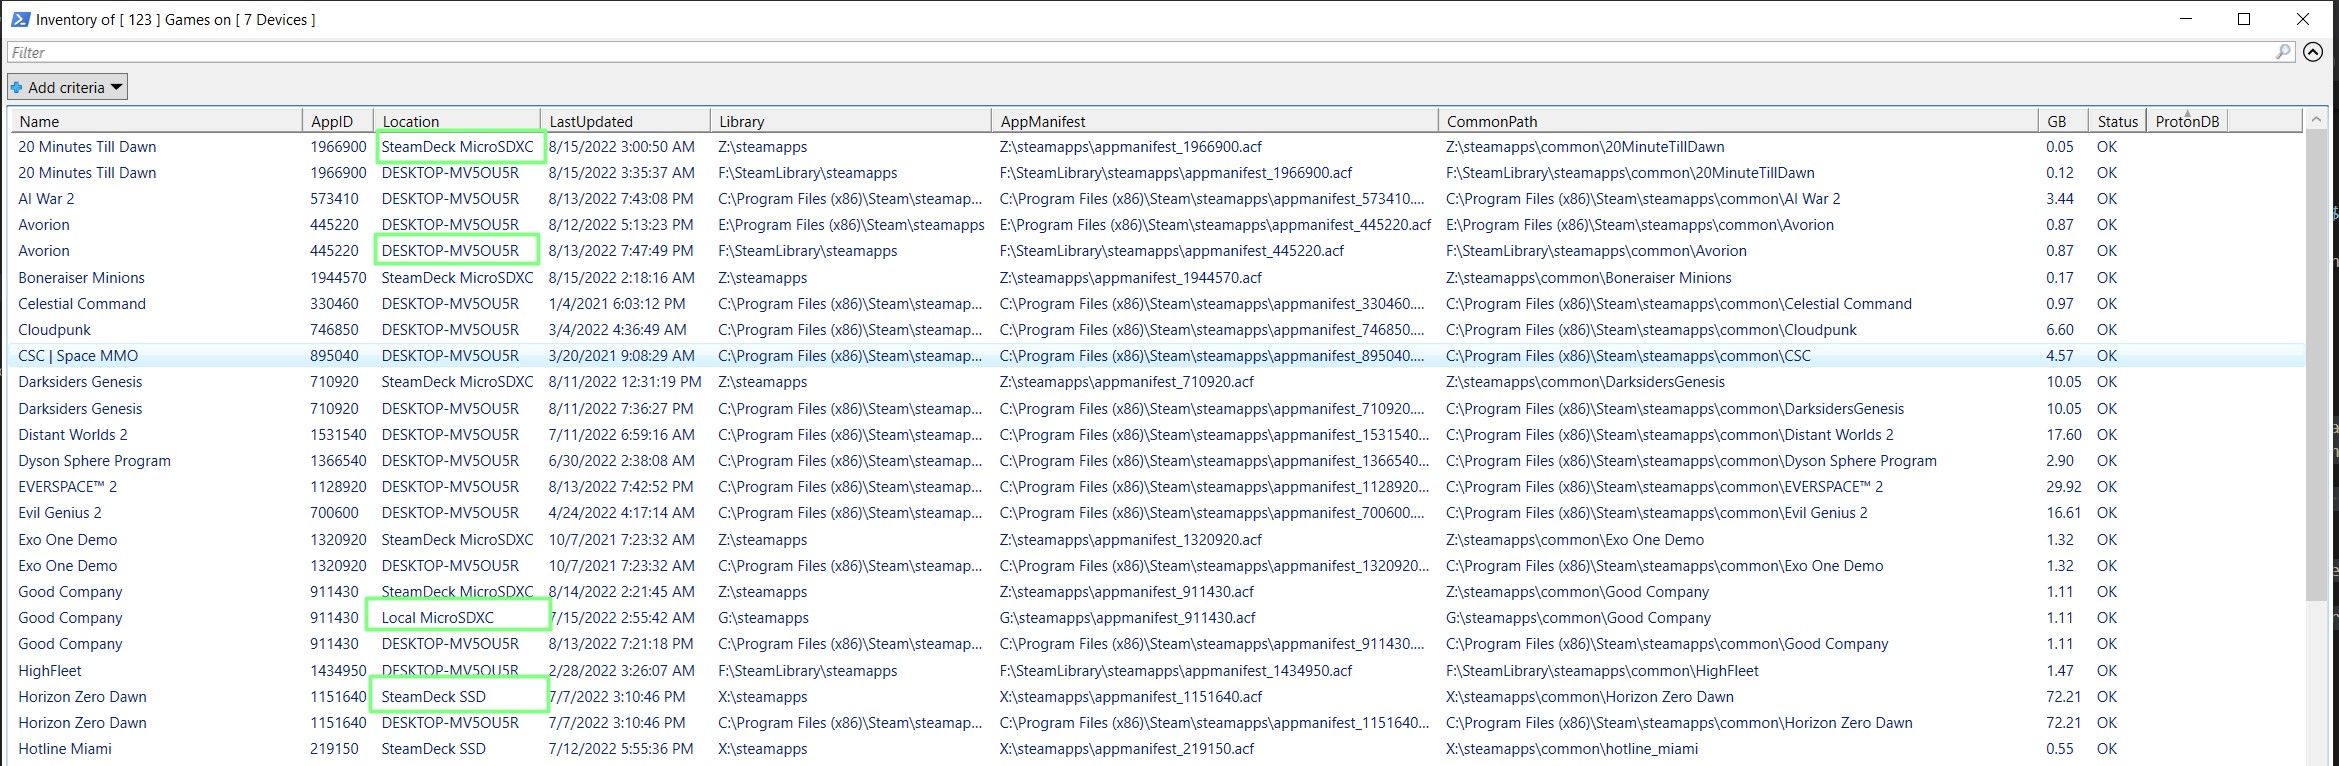 Inventory of [ 123 ] Games on [ 7 Devices ]
Filter
Add criteria
Name AppID Location LastUpdated Library AppManifest CommonPath GB Status ProtonDB
20 Minutes Till Dawn 1966900 SteamDeck MicroSDXC 8/15/2022 3:00:50 AM Z:\steamapps Z:\steamapps\appmanifest_1966900.acf Z:\steamapps\common\20MinuteTillDawn 0.05 OK
20 Minutes Till Dawn 1966900 DESKTOP-MV5OU5R 8/15/2022 3:35:37 AM F:\SteamLibrary\steamapps F:\SteamLibrary\steamapps\appmanifest_1966900.acf F:\SteamLibrary\steamapps\common\20MinuteTillDawn 0.12 OK
AI War 2 573410 DESKTOP-MV5OU5R 8/13/2022 7:43:08 PM C:\Program Files (x86)\Steam\steamap... C:\Program Files (x86)\Steam\steamapps\appmanifest_573410.... C:\Program Files (x86)\Steam\steamapps\common\AI War 2 3.44 OK
Avorion 445220 DESKTOP-MV5OU5R 8/12/2022 5:13:23 PM E:\Program Files (x86)\Steam\steamapps E:\Program Files (x86)\Steam\steamapps\appmanifest_445220.acf E:\Program Files (x86)\Steam\steamapps\common\Avorion 0.87 OK
Avorion 445220 DESKTOP-MV5OU5R 8/13/2022 7:47:49 PM F:\SteamLibrary\steamapps F:\SteamLibrary\steamapps\appmanifest_445220.acf F:\SteamLibrary\steamapps\common\Avorion 0.87 OK
Boneraiser Minions 1944570 SteamDeck MicroSDXC 8/15/2022 2:18:16 AM Z:\steamapps Z:\steamapps\appmanifest_1944570.acf Z:\steamapps\common\Boneraiser Minions 0.17 OK
Celestial Command 330460 DESKTOP-MV5OU5R 1/4/2021 6:03:12 PM C:\Program Files (x86)\Steam\steamap... C:\Program Files (x86)\Steam\steamapps\appmanifest_330460.... C:\Program Files (x86)\Steam\steamapps\common\Celestial Command 0.97 OK
Cloudpunk 746850 DESKTOP-MV5OU5R 3/4/2022 4:36:49 AM C:\Program Files (x86)\Steam\steamap... C:\Program Files (x86)\Steam\steamapps\appmanifest_746850.... C:\Program Files (x86)\Steam\steamapps\common\Cloudpunk 6.60 OK
CSC | Space MMO 895040 DESKTOP-MV5OU5R 3/20/2021 9:08:29 AM C:\Program Files (x86)\Steam\steamap... C:\Program Files (x86)\Steam\steamapps\appmanifest_895040.... C:\Program Files (x86)\Steam\steamapps\common\CSC 4.57 OK
Darksiders Genesis 710920 SteamDeck MicroSDXC 8/11/2022 12:31:19 PM Z:\steamapps Z:\steamapps\appmanifest_710920.acf Z:\steamapps\common\DarksidersGenesis 10.05 OK
Darksiders Genesis 710920 DESKTOP-MV5OU5R 8/11/2022 7:36:27 PM C:\Program Files (x86)\Steam\steamap... C:\Program Files (x86)\Steam\steamapps\appmanifest_710920.... C:\Program Files (x86)\Steam\steamapps\common\DarksidersGenesis 10.05 OK
Distant Worlds 2 1531540 DESKTOP-MV5OU5R 7/11/2022 6:59:16 AM C:\Program Files (x86)\Steam\steamap... C:\Program Files (x86)\Steam\steamapps\appmanifest_1531540... C:\Program Files (x86)\Steam\steamapps\common\Distant Worlds 2 17.60 OK
Dyson Sphere Program 1366540 DESKTOP-MV5OU5R 6/30/2022 2:38:08 AM C:\Program Files (x86)\Steam\steamap... C:\Program Files (x86)\Steam\steamapps\appmanifest_1366540... C:\Program Files (x86)\Steam\steamapps\common\Dyson Sphere Program 2.90 OK
EVERSPACE™ 2 1128920 DESKTOP-MV5OU5R 8/13/2022 7:42:52 PM C:\Program Files (x86)\Steam\steamap... C:\Program Files (x86)\Steam\steamapps\appmanifest_1128920... C:\Program Files (x86)\Steam\steamapps\common\EVERSPACE™ 2 29.92 OK
Evil Genius 2 700600 DESKTOP-MV5OU5R 4/24/2022 4:17:14 AM C:\Program Files (x86)\Steam\steamap... C:\Program Files (x86)\Steam\steamapps\appmanifest_700600.... C:\Program Files (x86)\Steam\steamapps\common\Evil Genius 2 16.61 OK
Exo One Demo 1320920 SteamDeck MicroSDXC 10/7/2021 7:23:32 AM Z:\steamapps Z:\steamapps\appmanifest_1320920.acf Z:\steamapps\common\Exo One Demo 1.32 OK
Exo One Demo 1320920 DESKTOP-MV5OU5R 10/7/2021 7:23:32 AM C:\Program Files (x86)\Steam\steamap... C:\Program Files (x86)\Steam\steamapps\appmanifest_1320920... C:\Program Files (x86)\Steam\steamapps\common\Exo One Demo 1.32 OK
Good Company 911430 SteamDeck MicroSDXC 8/14/2022 2:21:45 AM Z:\steamapps Z:\steamapps\appmanifest_911430.acf Z:\steamapps\common\Good Company 1.11 OK
Good Company 911430 Local MicroSDXC 7/15/2022 2:55:42 AM G:\steamapps G:\steamapps\appmanifest_911430.acf G:\steamapps\common\Good Company 1.11 OK
Good Company 911430 DESKTOP-MV5OU5R 8/13/2022 7:21:18 PM C:\Program Files (x86)\Steam\steamap... C:\Program Files (x86)\Steam\steamapps\appmanifest_911430.... C:\Program Files (x86)\Steam\steamapps\common\Good Company 1.11 OK
HighFleet 1434950 DESKTOP-MV5OU5R 2/28/2022 3:26:07 AM F:\SteamLibrary\steamapps F:\SteamLibrary\steamapps\appmanifest_1434950.acf F:\SteamLibrary\steamapps\common\HighFleet 1.47 OK
Horizon Zero Dawn 1151640 SteamDeck SSD 7/7/2022 3:10:46 PM X:\steamapps X:\steamapps\appmanifest_1151640.acf X:\steamapps\common\Horizon Zero Dawn 72.21 OK
Horizon Zero Dawn 1151640 DESKTOP-MV5OU5R 7/7/2022 3:10:46 PM C:\Program Files (x86)\Steam\steamap... C:\Program Files (x86)\Steam\steamapps\appmanifest_1151640... C:\Program Files (x86)\Steam\steamapps\common\Horizon Zero Dawn 72.21 OK
Hotline Miami 219150 SteamDeck SSD 7/12/2022 5:55:36 PM X:\steamapps X:\steamapps\appmanifest_219150.acf X:\steamapps\common\hotline_miami 0.55 OK